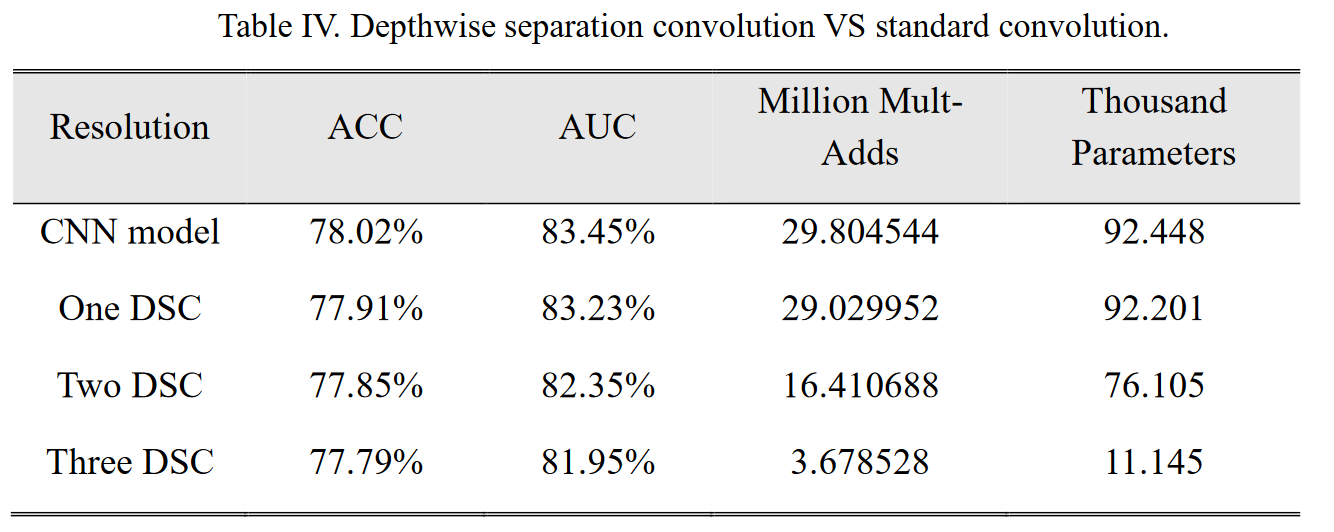 Table IV. Depthwise separation convolution VS standard convolution.
Resolution ACC AUC Million Mult-Adds Thousand Parameters
CNN model 78.02% 83.45% 29.804544 92.448
One DSC 77.91% 83.23% 29.029952 92.201
Two DSC 77.85% 82.35% 16.410688 76.105
Three DSC 77.79% 81.95% 3.678528 11.145